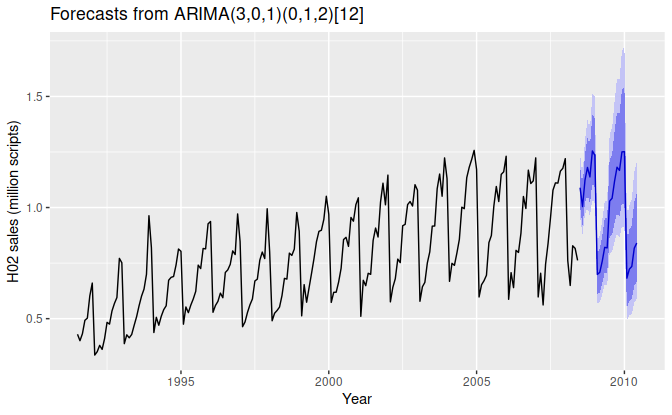 Forecasts from ARIMA(3,0,1)(0,1,2)[12]
1.5
1.0
0.5
H02 sales (million scripts)
1995
2000
2005
2010
Year